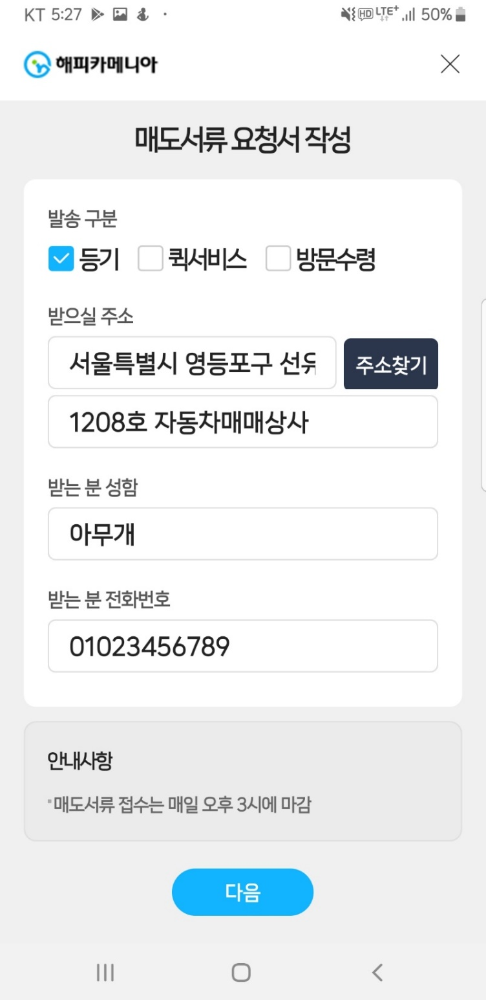 KT 5:27
HD LTE+ 50%
해피카메니아
매도서류 요청서 작성
발송 구분
등기 퀵서비스 방문수령
받으실 주소
서울특별시 영등포구 선유
주소찾기
1208호 자동차매매상사
받는 분 성함
아무개
받는 분 전화번호
01023456789
안내사항
매도서류 접수는 매일 오후 3시에 마감
다음